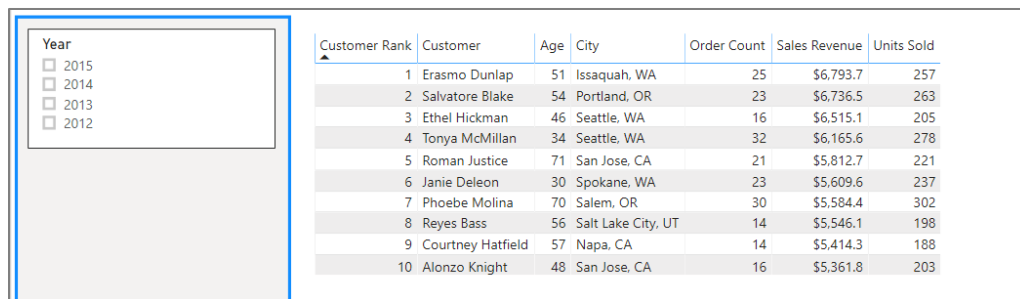 Year
2015
2014
2013
2012
Customer Rank Customer Age City Order Count Sales Revenue Units Sold
1 Erasmo Dunlap 51 Issaquah, WA 25 $6,793.7 257
2 Salvatore Blake 54 Portland, OR 23 $6,736.5 263
3 Ethel Hickman 46 Seattle, WA 16 $6,515.1 205
4 Tonya McMillan 34 Seattle, WA 32 $6,165.6 278
5 Roman Justice 71 San Jose, CA 21 $5,812.7 221
6 Janie Deleon 30 Spokane, WA 23 $5,609.6 237
7 Phoebe Molina 70 Salem, OR 30 $5,584.4 302
8 Reyes Bass 56 Salt Lake City, UT 14 $5,546.1 198
9 Courtney Hatfield 57 Napa, CA 14 $5,414.3 188
10 Alonzo Knight 48 San Jose, CA 16 $5,361.8 203